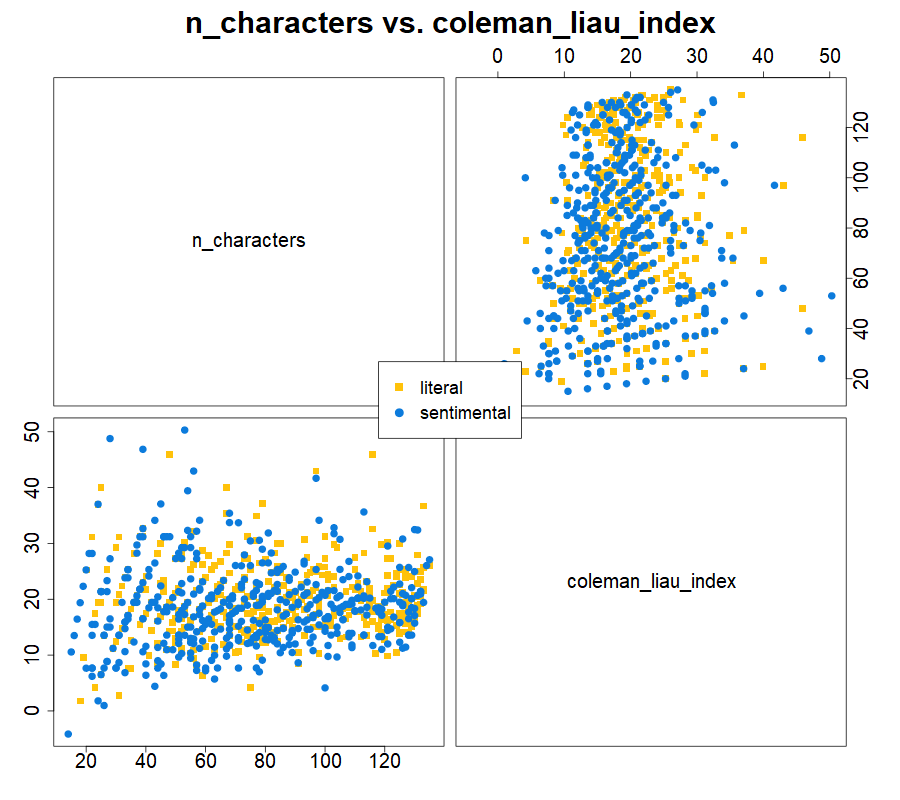 n_characters vs. coleman_liau_index
0 10 20 30 40 50
n_characters
120
100
80
60
40
20
literal
sentimental
50
40
30
20
10
0
coleman_liau_index
20 40 60 80 100 120